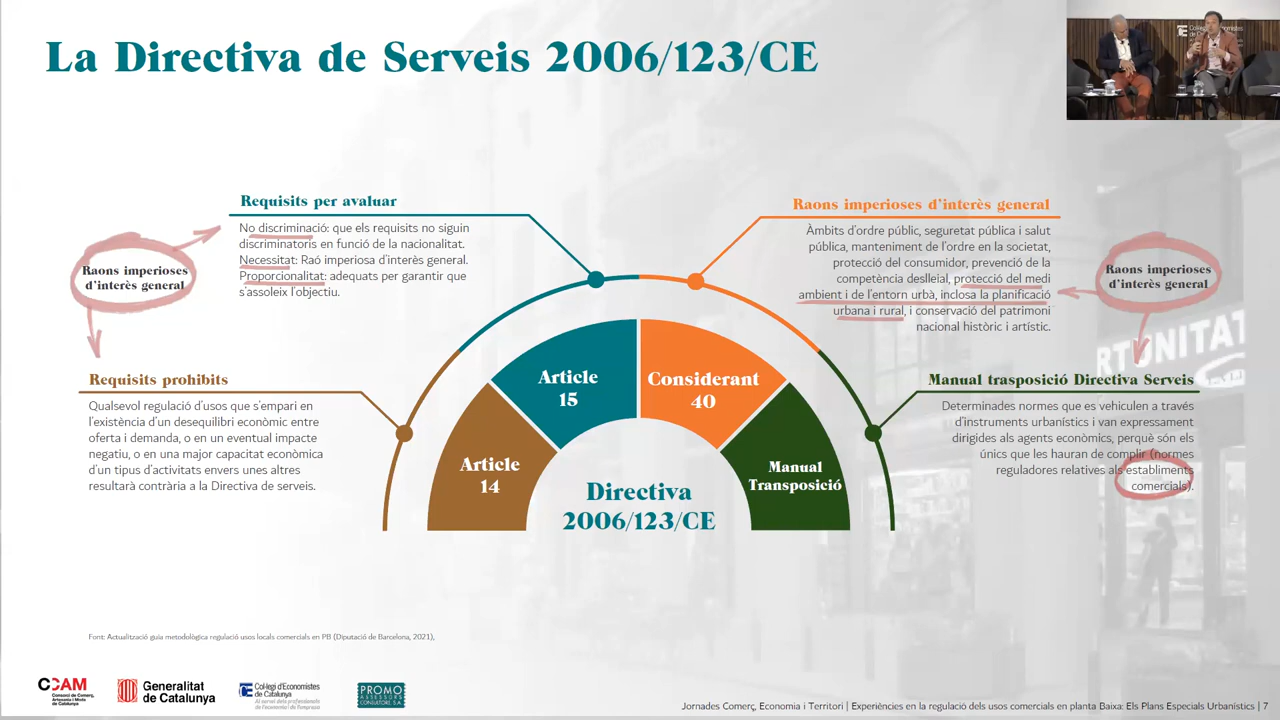 La Directiva de Serveis 2006/123/CE
Requisits per avaluar
No discriminació: que els requisits no siguin
discriminatoris en funció de la nacionalitat.
Necessitat: Raó imperiosa d'interès general.
Proporcionalitat: adequats per garantir que
s'assoleix l'objectiu.
Raons imperioses
d'interès general
Requisits prohibits
Qualsevol regulació d'usos que s'empari en
l'existència d'un desequilibri econòmic entre
oferta i demanda, o en un eventual impacte
negatiu, o en una major capacitat econòmica
d'un tipus d'activitats envers unes altres
resultarà contrària a la Directiva de serveis.
Raons imperioses d'interès general
Àmbits d'ordre públic, seguretat pública i salut
pública, manteniment de l'ordre en la societat,
protecció del consumidor, prevenció de la
competència deslleial, protecció del medi
ambient i de l'entorn urbà, inclosa la planificació
urbana i rural, i conservació del patrimoni
nacional històric i artístic.
Raons imperioses
d'interès general
Manual trasposició Directiva Serveis
Determinades normes que es vehiculen a través
d'instruments urbanístics i van expressament
dirigides als agents econòmics, perquè són els
únics que les hauran de complir (normes
reguladores relatives als establiments
comercials).
Article
14
Article
15
Considerant
40
Manual
Transposició
Directiva
2006/123/CE
Font: Actualització guia metodològica regulació usos locals comercials en PB (Diputació de Barcelona, 2021),
CCAM
Consorci de Comerç,
Artesania i Moda
de Catalunya
Generalitat
de Catalunya
Col·legi d'Economistes
de Catalunya
Al servei dels professionals
de l'economia i de l'empresa
PROMO
ASSESSORS
CONSULTORS, S.A.
Jornades Comerç, Economia i Territori | Experiències en la regulació dels usos comercials en planta Baixa: Els Plans Especials Urbanístics | 7